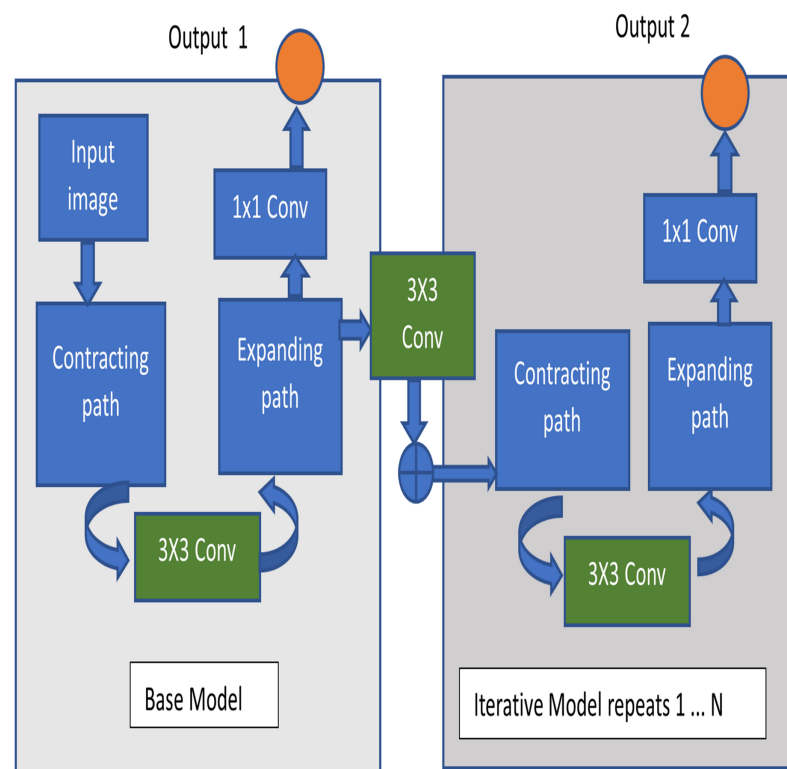 Output 1
Input
image
1x1 Conv
Contracting
path
Expanding
path
3X3 Conv
Base Model
3X3
Conv
Output 2
1x1 Conv
Contracting
path
Expanding
path
3X3 Conv
Iterative Model repeats 1 ... N